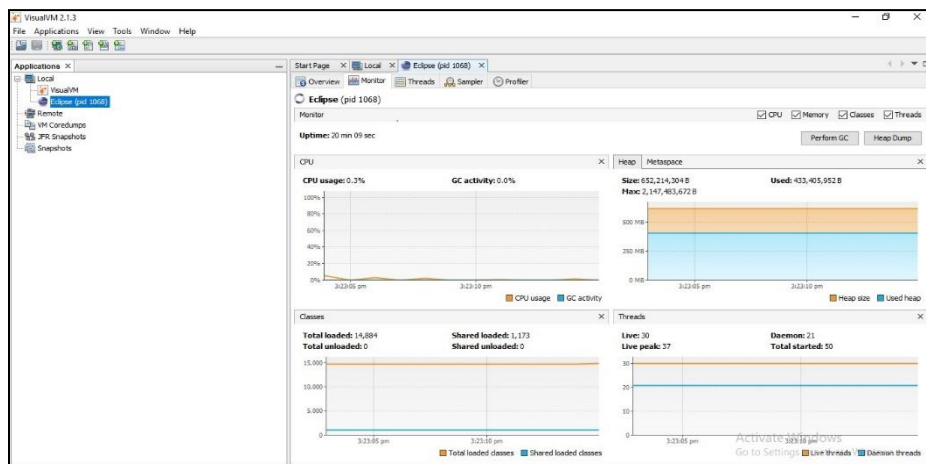 VisualVM 2.1.3
File Applications View Tools Window Help
Applications
Local
VisualVM
Eclipse (pid 1068)
Remote
VM Coredumps
JFR Snapshots
Snapshots
Start Page Local Eclipse (pid 1068)
Overview Monitor Threads Sampler Profiler
Eclipse (pid 1068)
Monitor CPU Memory Classes Threads
Uptime: 20 min 09 sec Perform GC Heap Dump
CPU
CPU usage: 0.3% GC activity: 0.0%
100%
80%
60%
40%
20%
0%
3:23:05 pm 3:23:10 pm
CPU usage GC activity
Heap Metaspace
Size: 652,214,304 B Used: 433,405,952 B
Max: 2,147,483,672 B
500 MB
250 MB
0 MB
3:23:05 pm 3:23:10 pm
Heap size Used heap
Classes
Total loaded: 14,884 Shared loaded: 1,173
Total unloaded: 0 Shared unloaded: 0
15.000
10.000
5.000
0
3:23:05 pm 3:23:10 pm
Total loaded classes Shared loaded classes
Threads
Live: 30 Daemon: 21
Live peak: 37 Total started: 50
30
20
10
0
3:23:05 pm
Activate Windows
Go to Settings
Live threads Daemon threads